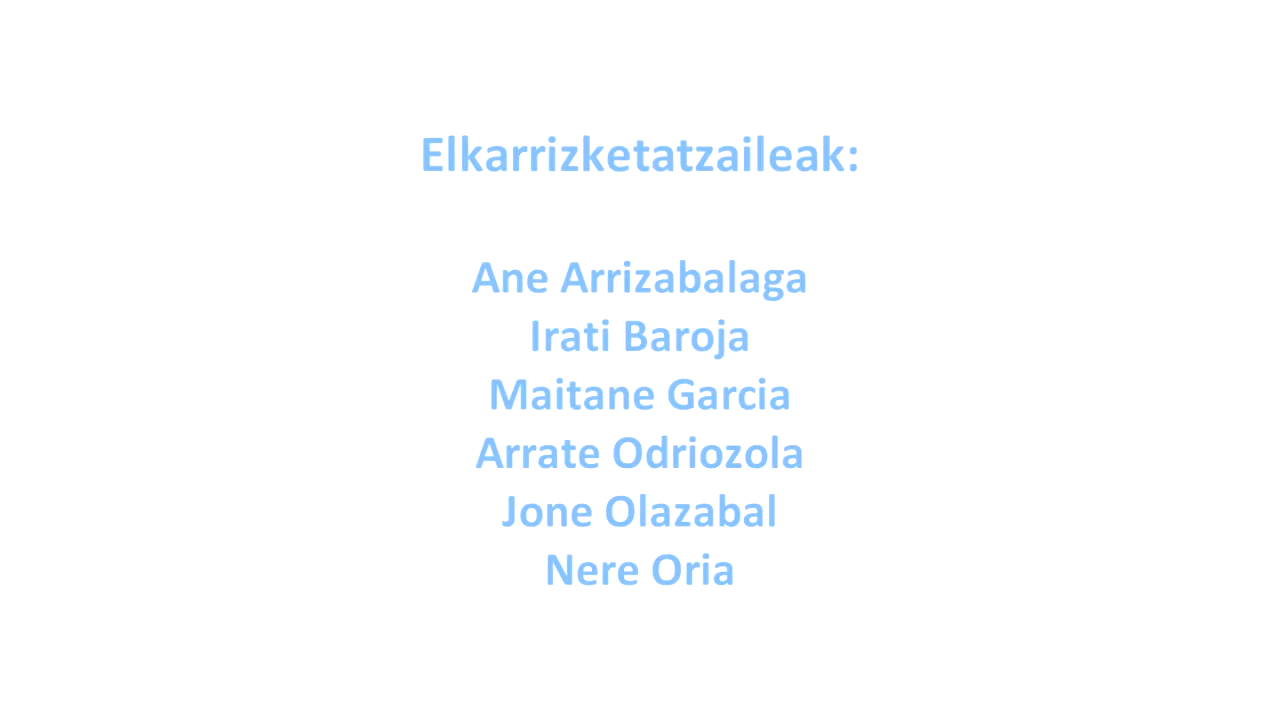 Elkarrizketatzaileak:
Ane Arrizabalaga
Irati Baroja
Maitane Garcia
Arrate Odriozola
Jone Olazabal
Nere Oria